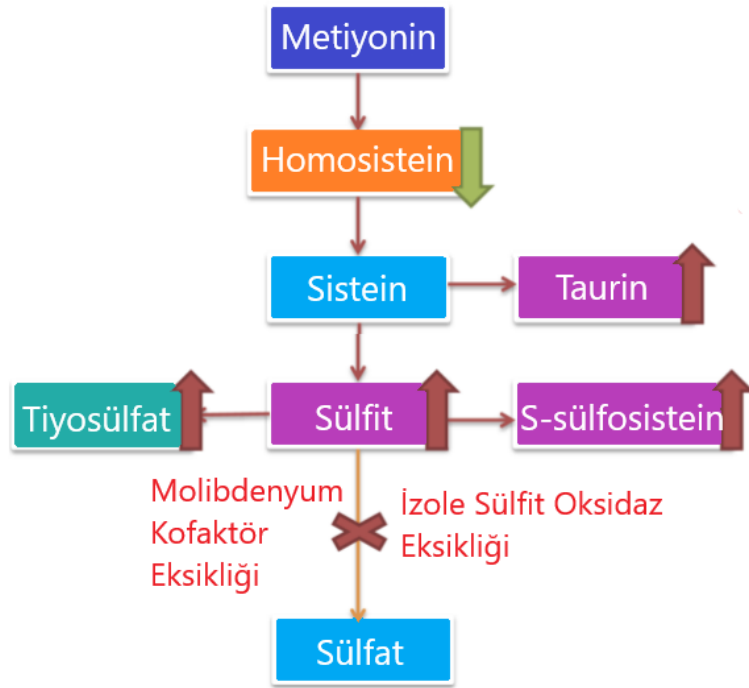 Metiyonin
Homosistein
Sistein
Taurin
Tiyosülfat
Sülfit
S-sülfosistein
Molibdenyum
Kofaktör
Eksikliği
İzole Sülfit Oksidaz
Eksikliği
Sülfat